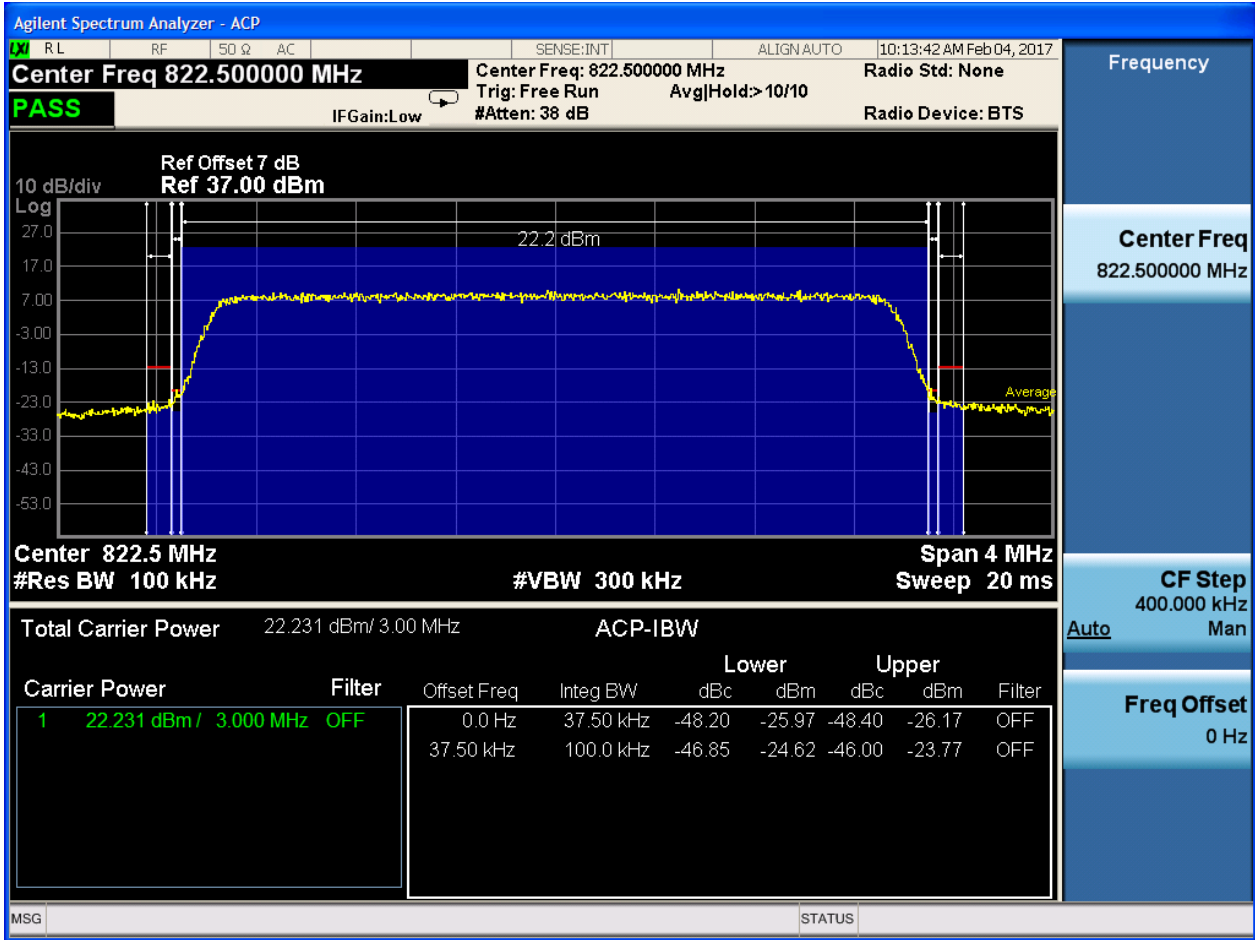 Agilent Spectrum Analyzer - ACP
LXI RL RF 50 Ω AC SENSE:INT ALIGN AUTO 10:13:42 AM Feb 04, 2017
Center Freq 822.500000 MHz
Center Freq: 822.500000 MHz Radio Std: None
Trig: Free Run Avg|Hold:> 10/10
PASS
IFGain:Low #Atten: 38 dB Radio Device: BTS
Frequency
Ref Offset 7 dB
10 dB/div Ref 37.00 dBm
Log
27.0
17.0
7.00
-3.00
-13.0
-23.0
-33.0
-43.0
-53.0
22.2 dBm
Average
Center Freq
822.500000 MHz
Center 822.5 MHz Span 4 MHz
#Res BW 100 kHz #VBW 300 kHz Sweep 20 ms
CF Step
400.000 kHz
Auto Man
Total Carrier Power 22.231 dBm/ 3.00 MHz ACP-IBW
Lower Upper
Carrier Power Filter Offset Freq Integ BW dBc dBm dBc dBm Filter
1 22.231 dBm / 3.000 MHz OFF 0.0 Hz 37.50 kHz -48.20 -25.97 -48.40 -26.17 OFF
37.50 kHz 100.0 kHz -46.85 -24.62 -46.00 -23.77 OFF
Freq Offset
0 Hz
MSG STATUS